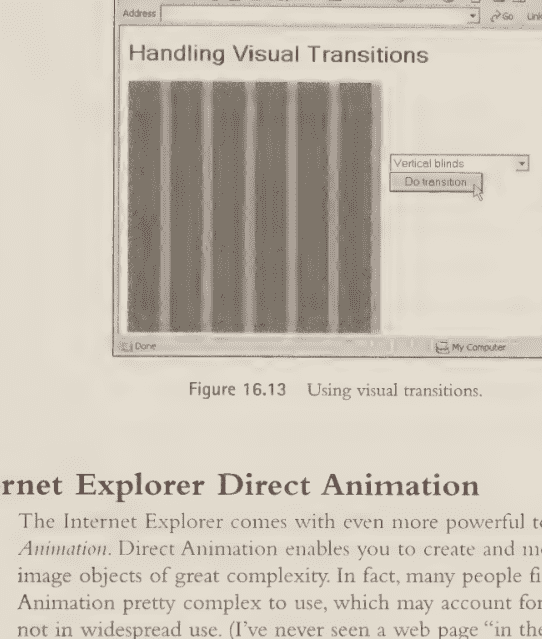 Address
Go
Handling Visual Transitions
Vertical blinds
Do transition
Done
My Computer
Figure 16.13 Using visual transitions.
rnet Explorer Direct Animation
The Internet Explorer comes with even more powerful
Animation. Direct Animation enables you to create and
image objects of great complexity. In fact, many people
Animation pretty complex to use, which may account for
not in widespread use. (I've never seen a web page “in the